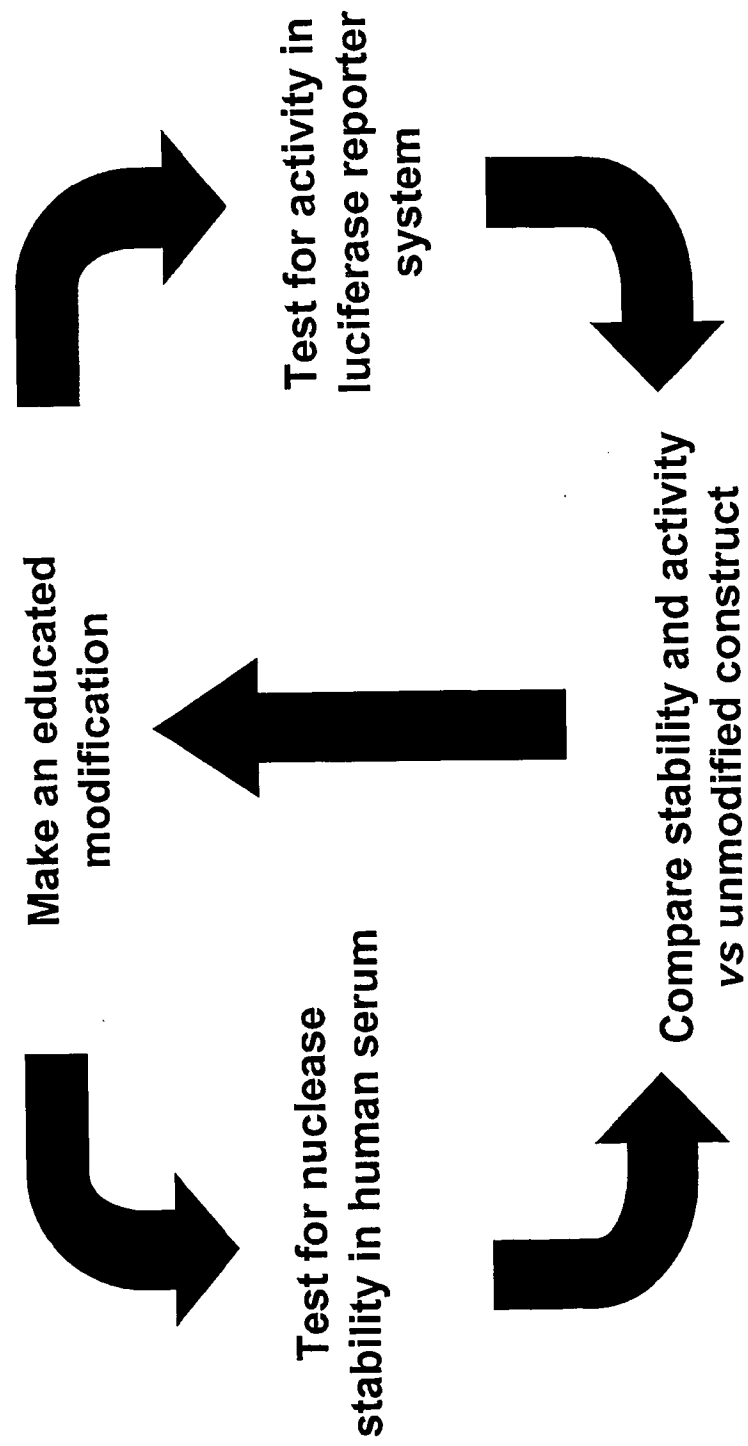 Make an educated
modification
Test for nuclease
stability in human serum
Test for activity in
luciferase reporter
system
Compare stability and activity
vs unmodified construct